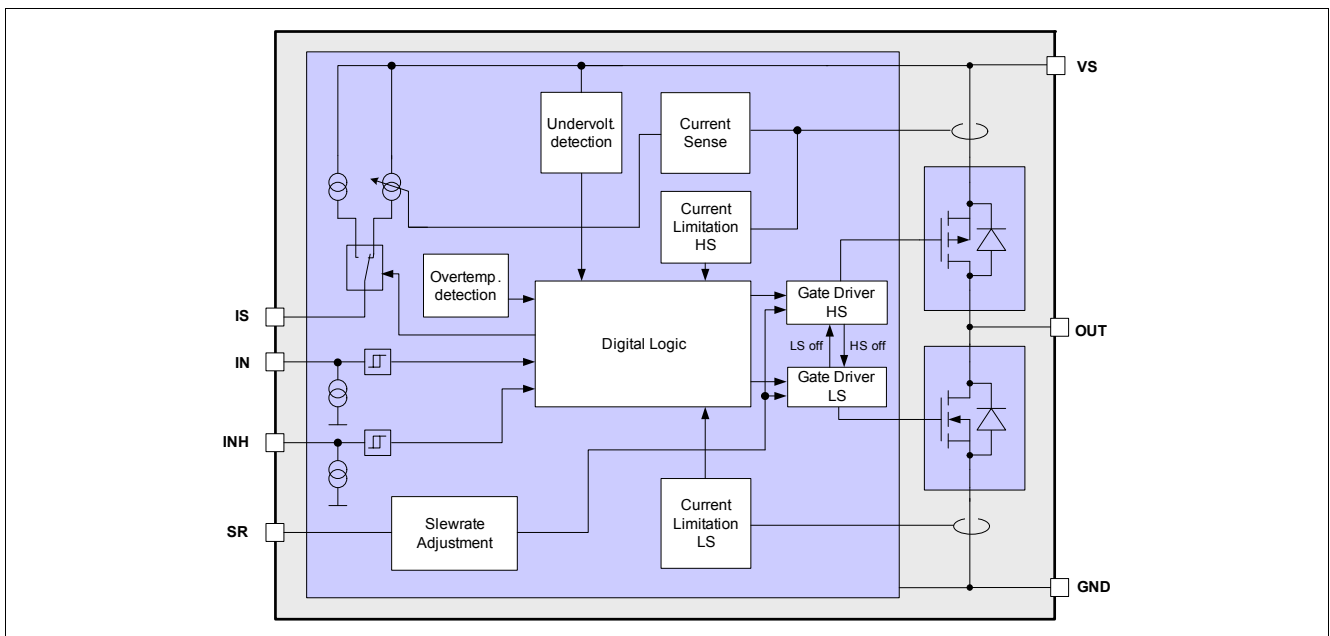 VS
Undervolt.
detection
Current
Sense
Current
Limitation
HS
Overtemp.
detection
Gate Driver
HS
IS
OUT
Digital Logic
LS off
HS off
IN
Gate Driver
LS
INH
Current
Limitation
LS
SR
Slewrate
Adjustment
GND